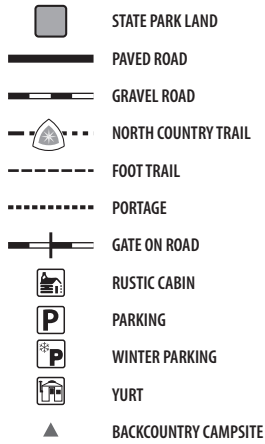 STATE PARK LAND
PAVED ROAD
GRAVEL ROAD
NORTH COUNTRY TRAIL
FOOT TRAIL
PORTAGE
GATE ON ROAD
RUSTIC CABIN
P PARKING
P WINTER PARKING
YURT
BACKCOUNTRY CAMPSITE